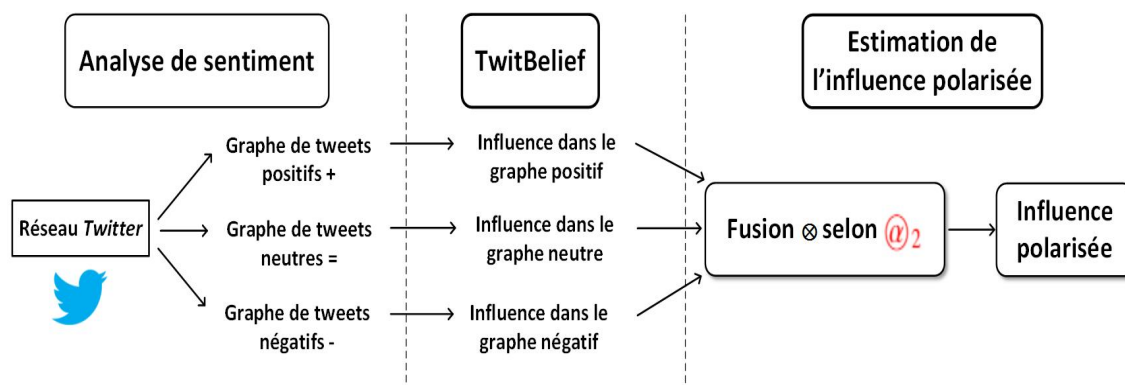 Analyse de sentiment
TwitBelief
Estimation de
l'influence polarisée
Réseau Twitter
Graphe de tweets
positifs +
Graphe de tweets
neutres =
Graphe de tweets
négatifs -
Influence dans le
graphe positif
Influence dans le
graphe neutre
Influence dans le
graphe négatif
Fusion ⊗ selon ⓐ₂
Influence
polarisée